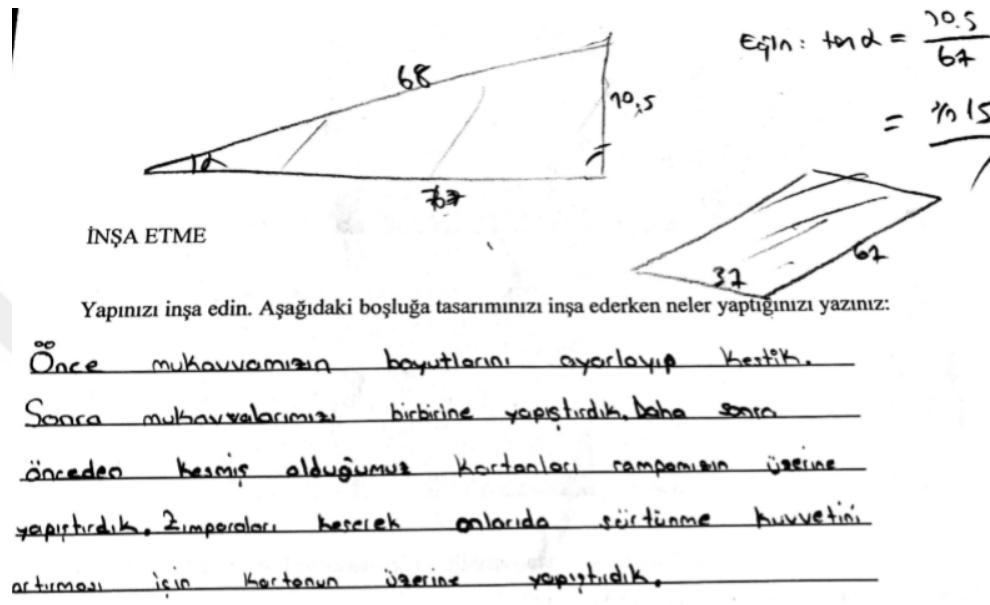 68
10,5
67
α
Eğin: tan α = 10.5 / 67
= %15
37
67
İNŞA ETME
Yapınızı inşa edin. Aşağıdaki boşluğa tasarımınızı inşa ederken neler yaptığınızı yazınız:
Önce mukavvamızın boyutlarını ayarlayıp kestik.
Sonra mukavvalarımızı birbirine yapıştırdık. Daha sonra
önceden kesmiş olduğumuz kartonları rampamızın üzerine
yapıştırdık. Zımparaları keserek onlarıda sürtünme kuvvetini
artırması için kartonun üzerine yapıştırdık.